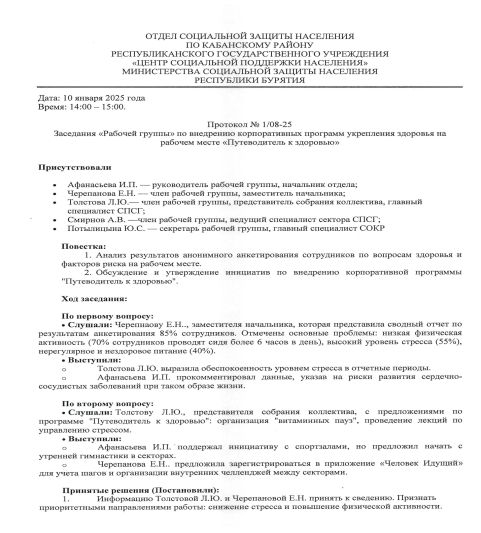 ОТДЕЛ СОЦИАЛЬНОЙ ЗАЩИТЫ НАСЕЛЕНИЯ
ПО КАБАНСКОМУ РАЙОНУ
РЕСПУБЛИКАНСКОГО ГОСУДАРСТВЕННОГО УЧРЕЖДЕНИЯ
«ЦЕНТР СОЦИАЛЬНОЙ ПОДДЕРЖКИ НАСЕЛЕНИЯ»
МИНИСТЕРСТВА СОЦИАЛЬНОЙ ЗАЩИТЫ НАСЕЛЕНИЯ
РЕСПУБЛИКИ БУРЯТИЯ
Дата: 10 января 2025 года
Время: 14:00 – 15:00.
Протокол № 1/08-25
Заседания «Рабочей группы» по внедрению корпоративных программ укрепления здоровья на
рабочем месте «Путеводитель к здоровью»
Присутствовали
• Афанасьева И.П. — руководитель рабочей группы, начальник отдела;
• Черепанова Е.Н. — член рабочей группы, заместитель начальника;
• Толстова Л.Ю.— член рабочей группы, представитель собрания коллектива, главный
специалист СПСГ;
• Смирнов А.В. —член рабочей группы, ведущий специалист сектора СПСГ;
• Потылицына Ю.С. — секретарь рабочей группы, главный специалист СОКР
Повестка:
1. Анализ результатов анонимного анкетирования сотрудников по вопросам здоровья и
факторов риска на рабочем месте.
2. Обсуждение и утверждение инициатив по внедрению корпоративной программы
"Путеводитель к здоровью".
Ход заседания:
По первому вопросу:
• Слушали: Черепнаову Е.Н.., заместителя начальника, которая представила сводный отчет по
результатам анкетирования 85% сотрудников. Отмечены основные проблемы: низкая физическая
активность (70% сотрудников проводят сидя более 6 часов в день), высокий уровень стресса (55%),
нерегулярное и нездоровое питание (40%).
• Выступили:
o Толстова Л.Ю. выразила обеспокоенность уровнем стресса в отчетные периоды.
o Афанасьева И.П. прокомментировал данные, указав на риски развития сердечно-
сосудистых заболеваний при таком образе жизни.
По второму вопросу:
• Слушали: Толстову Л.Ю., представителя собрания коллектива, с предложениями по
программе "Путеводитель к здоровью": организация "витаминных пауз", проведение лекций по
управлению стрессом.
• Выступили:
o Афанасьева И.П. поддержал инициативу с спортзалами, но предложил начать с
утренней гимнастики в секторах.
o Черепанова Е.Н.. предложила зарегистрироваться в приложение «Человек Идущий»
для учета шагов и организации внутренних челленджей между секторами.
Принятые решения (Постановили):
1. Информацию Толстовой Л.Ю. и Черепановой Е.Н. принять к сведению. Признать
приоритетными направлениями работы: снижение стресса и повышение физической активности.